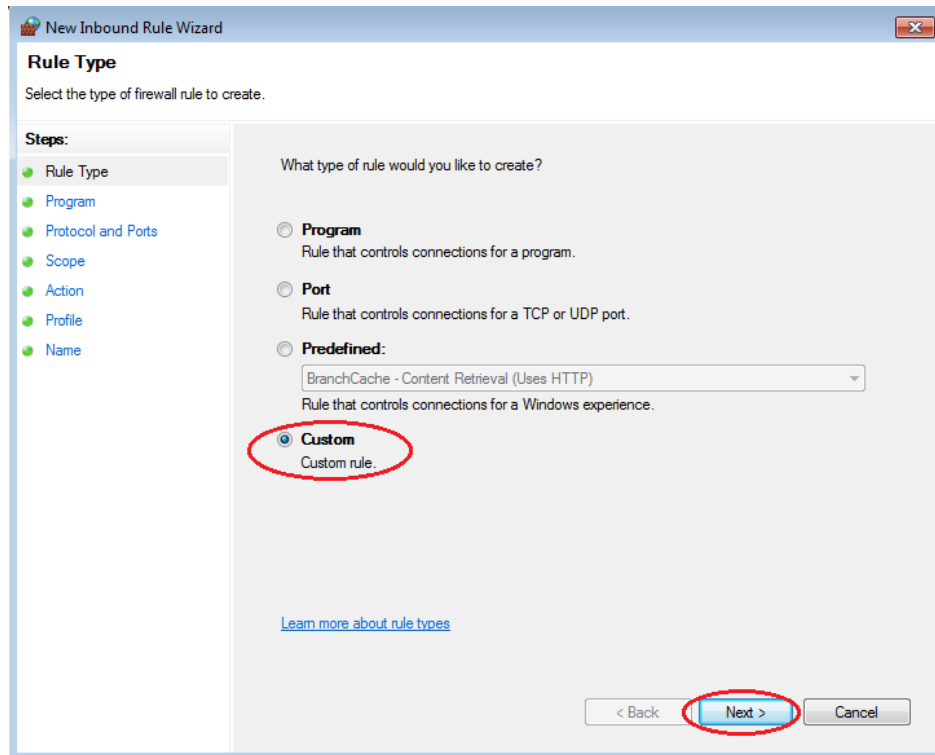 New Inbound Rule Wizard
Rule Type
Select the type of firewall rule to create.
Steps:
Rule Type
Program
Protocol and Ports
Scope
Action
Profile
Name
What type of rule would you like to create?
Program
Rule that controls connections for a program.
Port
Rule that controls connections for a TCP or UDP port.
Predefined:
BranchCache - Content Retrieval (Uses HTTP)
Rule that controls connections for a Windows experience.
Custom
Custom rule.
Learn more about rule types
< Back
Next >
Cancel